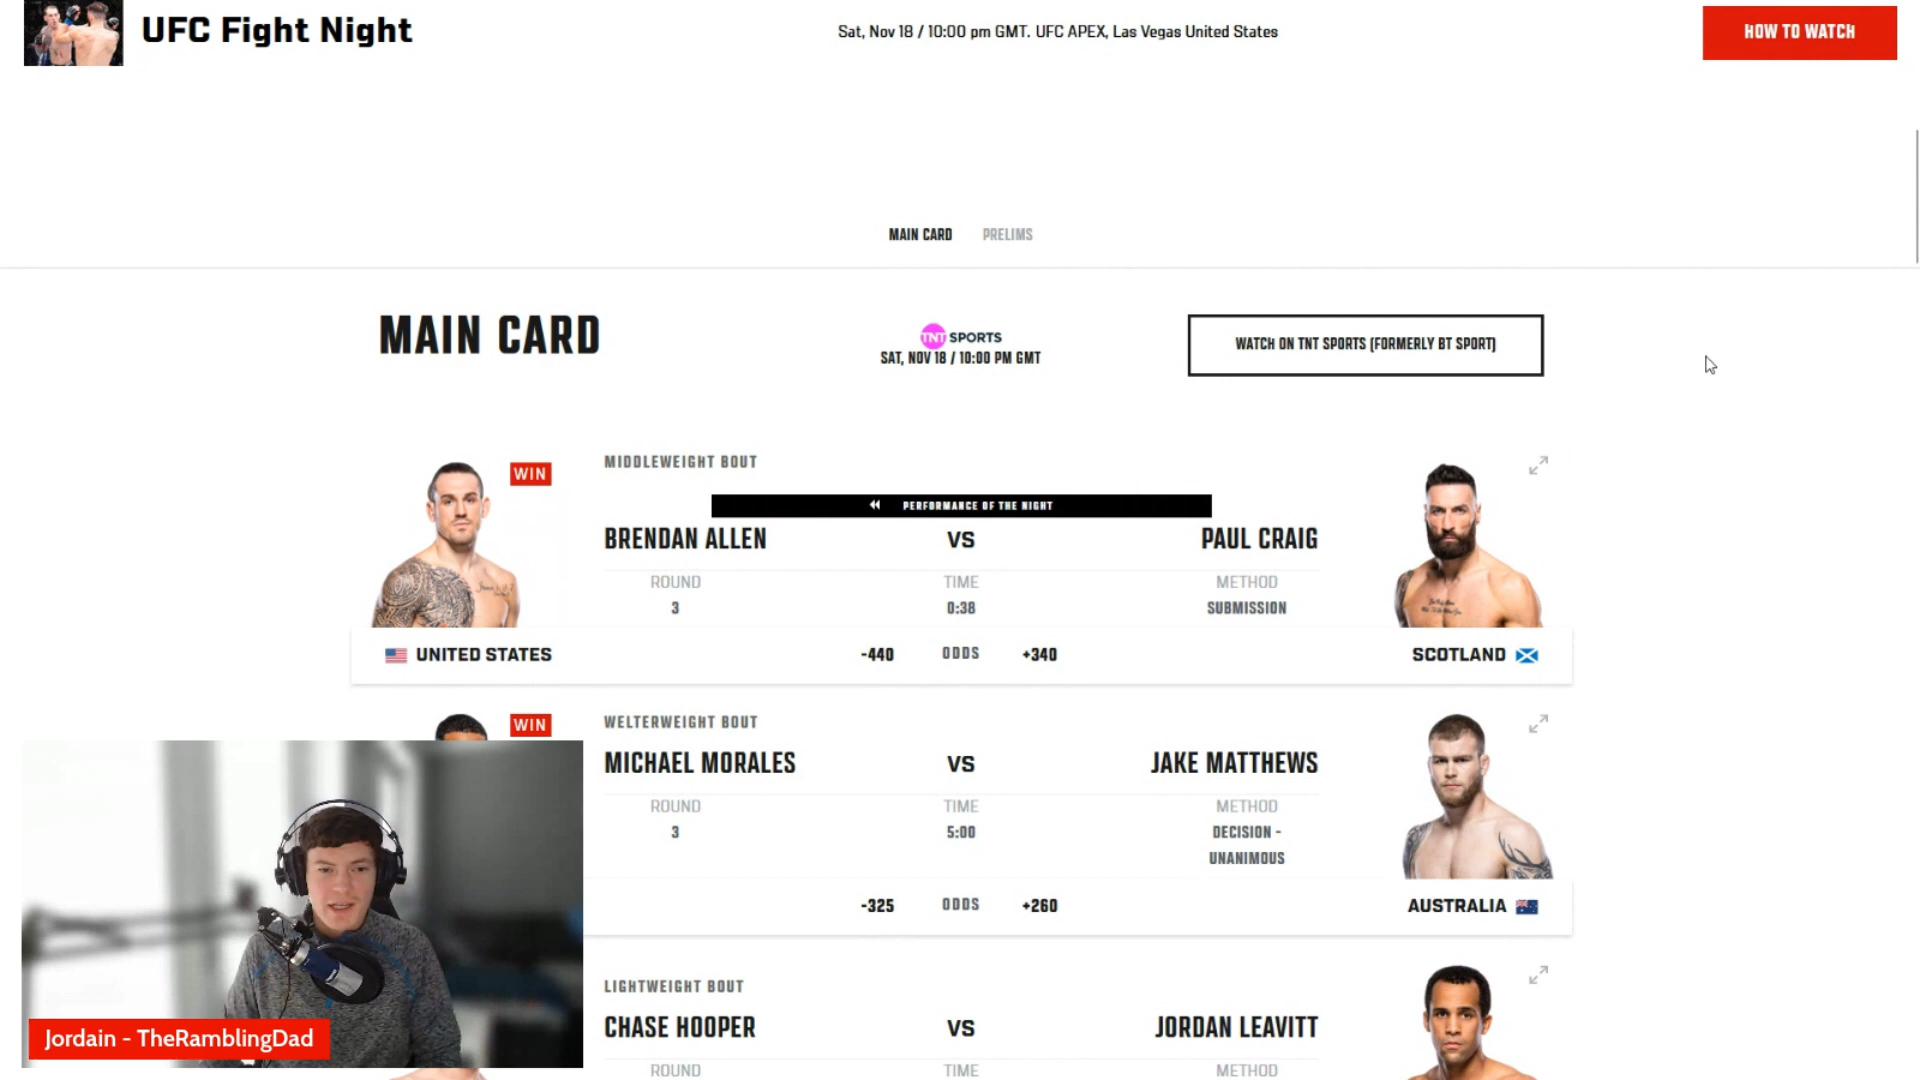 UFC Fight Night
Sat, Nov 18 / 10:00 pm GMT. UFC APEX, Las Vegas United States
HOW TO WATCH
MAIN CARD
PRELIMS
MAIN CARD
TNT SPORTS
SAT, NOV 18 / 10:00 PM GMT
WATCH ON TNT SPORTS (FORMERLY BT SPORT)
WIN
MIDDLEWEIGHT BOUT
PERFORMANCE OF THE NIGHT
BRENDAN ALLEN
VS
PAUL CRAIG
ROUND
TIME
METHOD
3
0:38
SUBMISSION
UNITED STATES
-440
ODDS
+340
SCOTLAND
WIN
WELTERWEIGHT BOUT
MICHAEL MORALES
VS
JAKE MATTHEWS
ROUND
TIME
METHOD
3
5:00
DECISION -
UNANIMOUS
-325
ODDS
+260
AUSTRALIA
LIGHTWEIGHT BOUT
CHASE HOOPER
VS
JORDAN LEAVITT
ROUND
TIME
METHOD
Jordain - TheRamblingDad